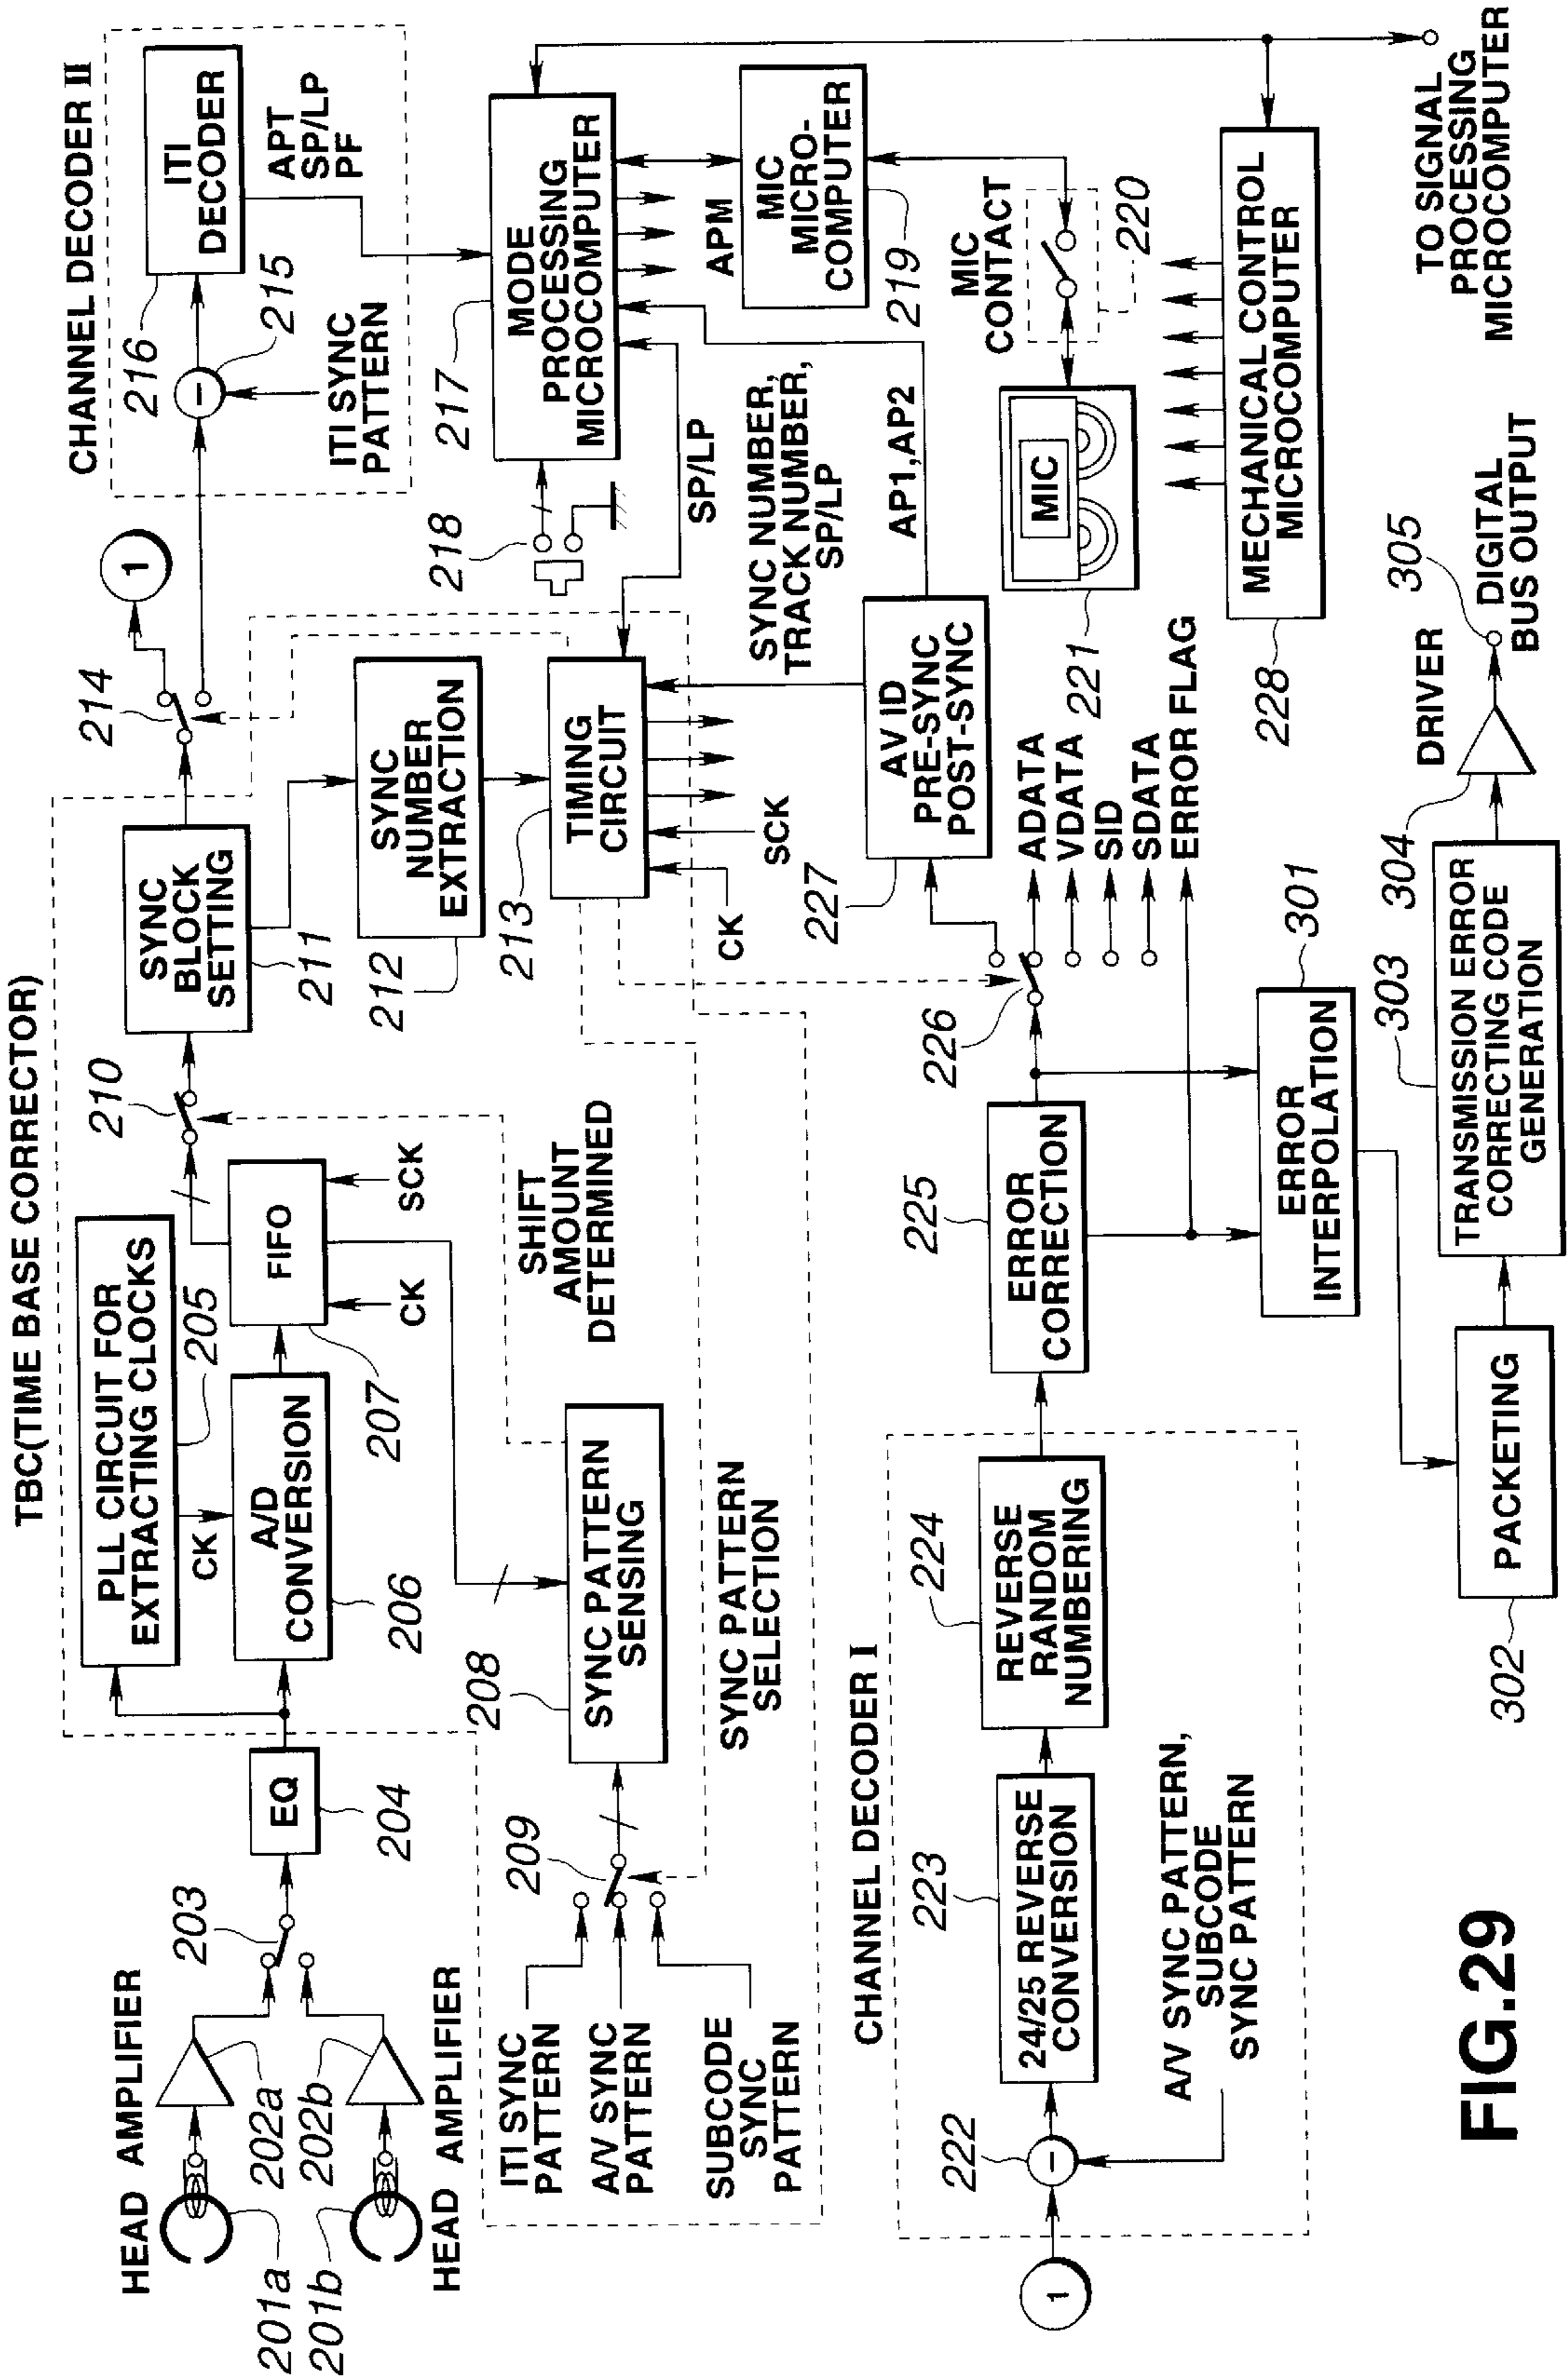 TBC(TIME BASE CORRECTOR)
CHANNEL DECODER II
HEAD AMPLIFIER
201a
202a
202b
201b
HEAD AMPLIFIER
203
EQ
204
PLL CIRCUIT FOR
EXTRACTING CLOCKS
205
CK
A/D
CONVERSION
206
FIFO
207
CK
SCK
210
SYNC
BLOCK
SETTING
211
214
1
ITI SYNC
PATTERN
215
216
ITI
DECODER
APT
SP/LP
PF
SHIFT
AMOUNT
DETERMINED
SYNC
NUMBER
EXTRACTION
212
218
217
MODE
PROCESSING
MICROCOMPUTER
SP/LP
APM
MIC
MICRO-
COMPUTER
219
ITI SYNC
PATTERN
A/V SYNC
PATTERN
SUBCODE
SYNC
PATTERN
209
208
SYNC PATTERN
SENSING
SYNC PATTERN
SELECTION
213
TIMING
CIRCUIT
CK
SCK
SYNC NUMBER,
TRACK NUMBER,
SP/LP
AP1,AP2
227
AV ID
PRE-SYNC
POST-SYNC
MIC
CONTACT
220
MIC
221
CHANNEL DECODER I
1
222
223
24/25 REVERSE
CONVERSION
224
REVERSE
RANDOM
NUMBERING
A/V SYNC PATTERN,
SUBCODE
SYNC PATTERN
225
ERROR
CORRECTION
226
ADATA
VDATA
SID
SDATA
ERROR FLAG
228
MECHANICAL CONTROL
MICROCOMPUTER
TO SIGNAL
PROCESSING
MICROCOMPUTER
301
ERROR
INTERPOLATION
302
PACKETING
303
TRANSMISSION ERROR
CORRECTING CODE
GENERATION
304
DRIVER
305
DIGITAL
BUS OUTPUT
FIG.29